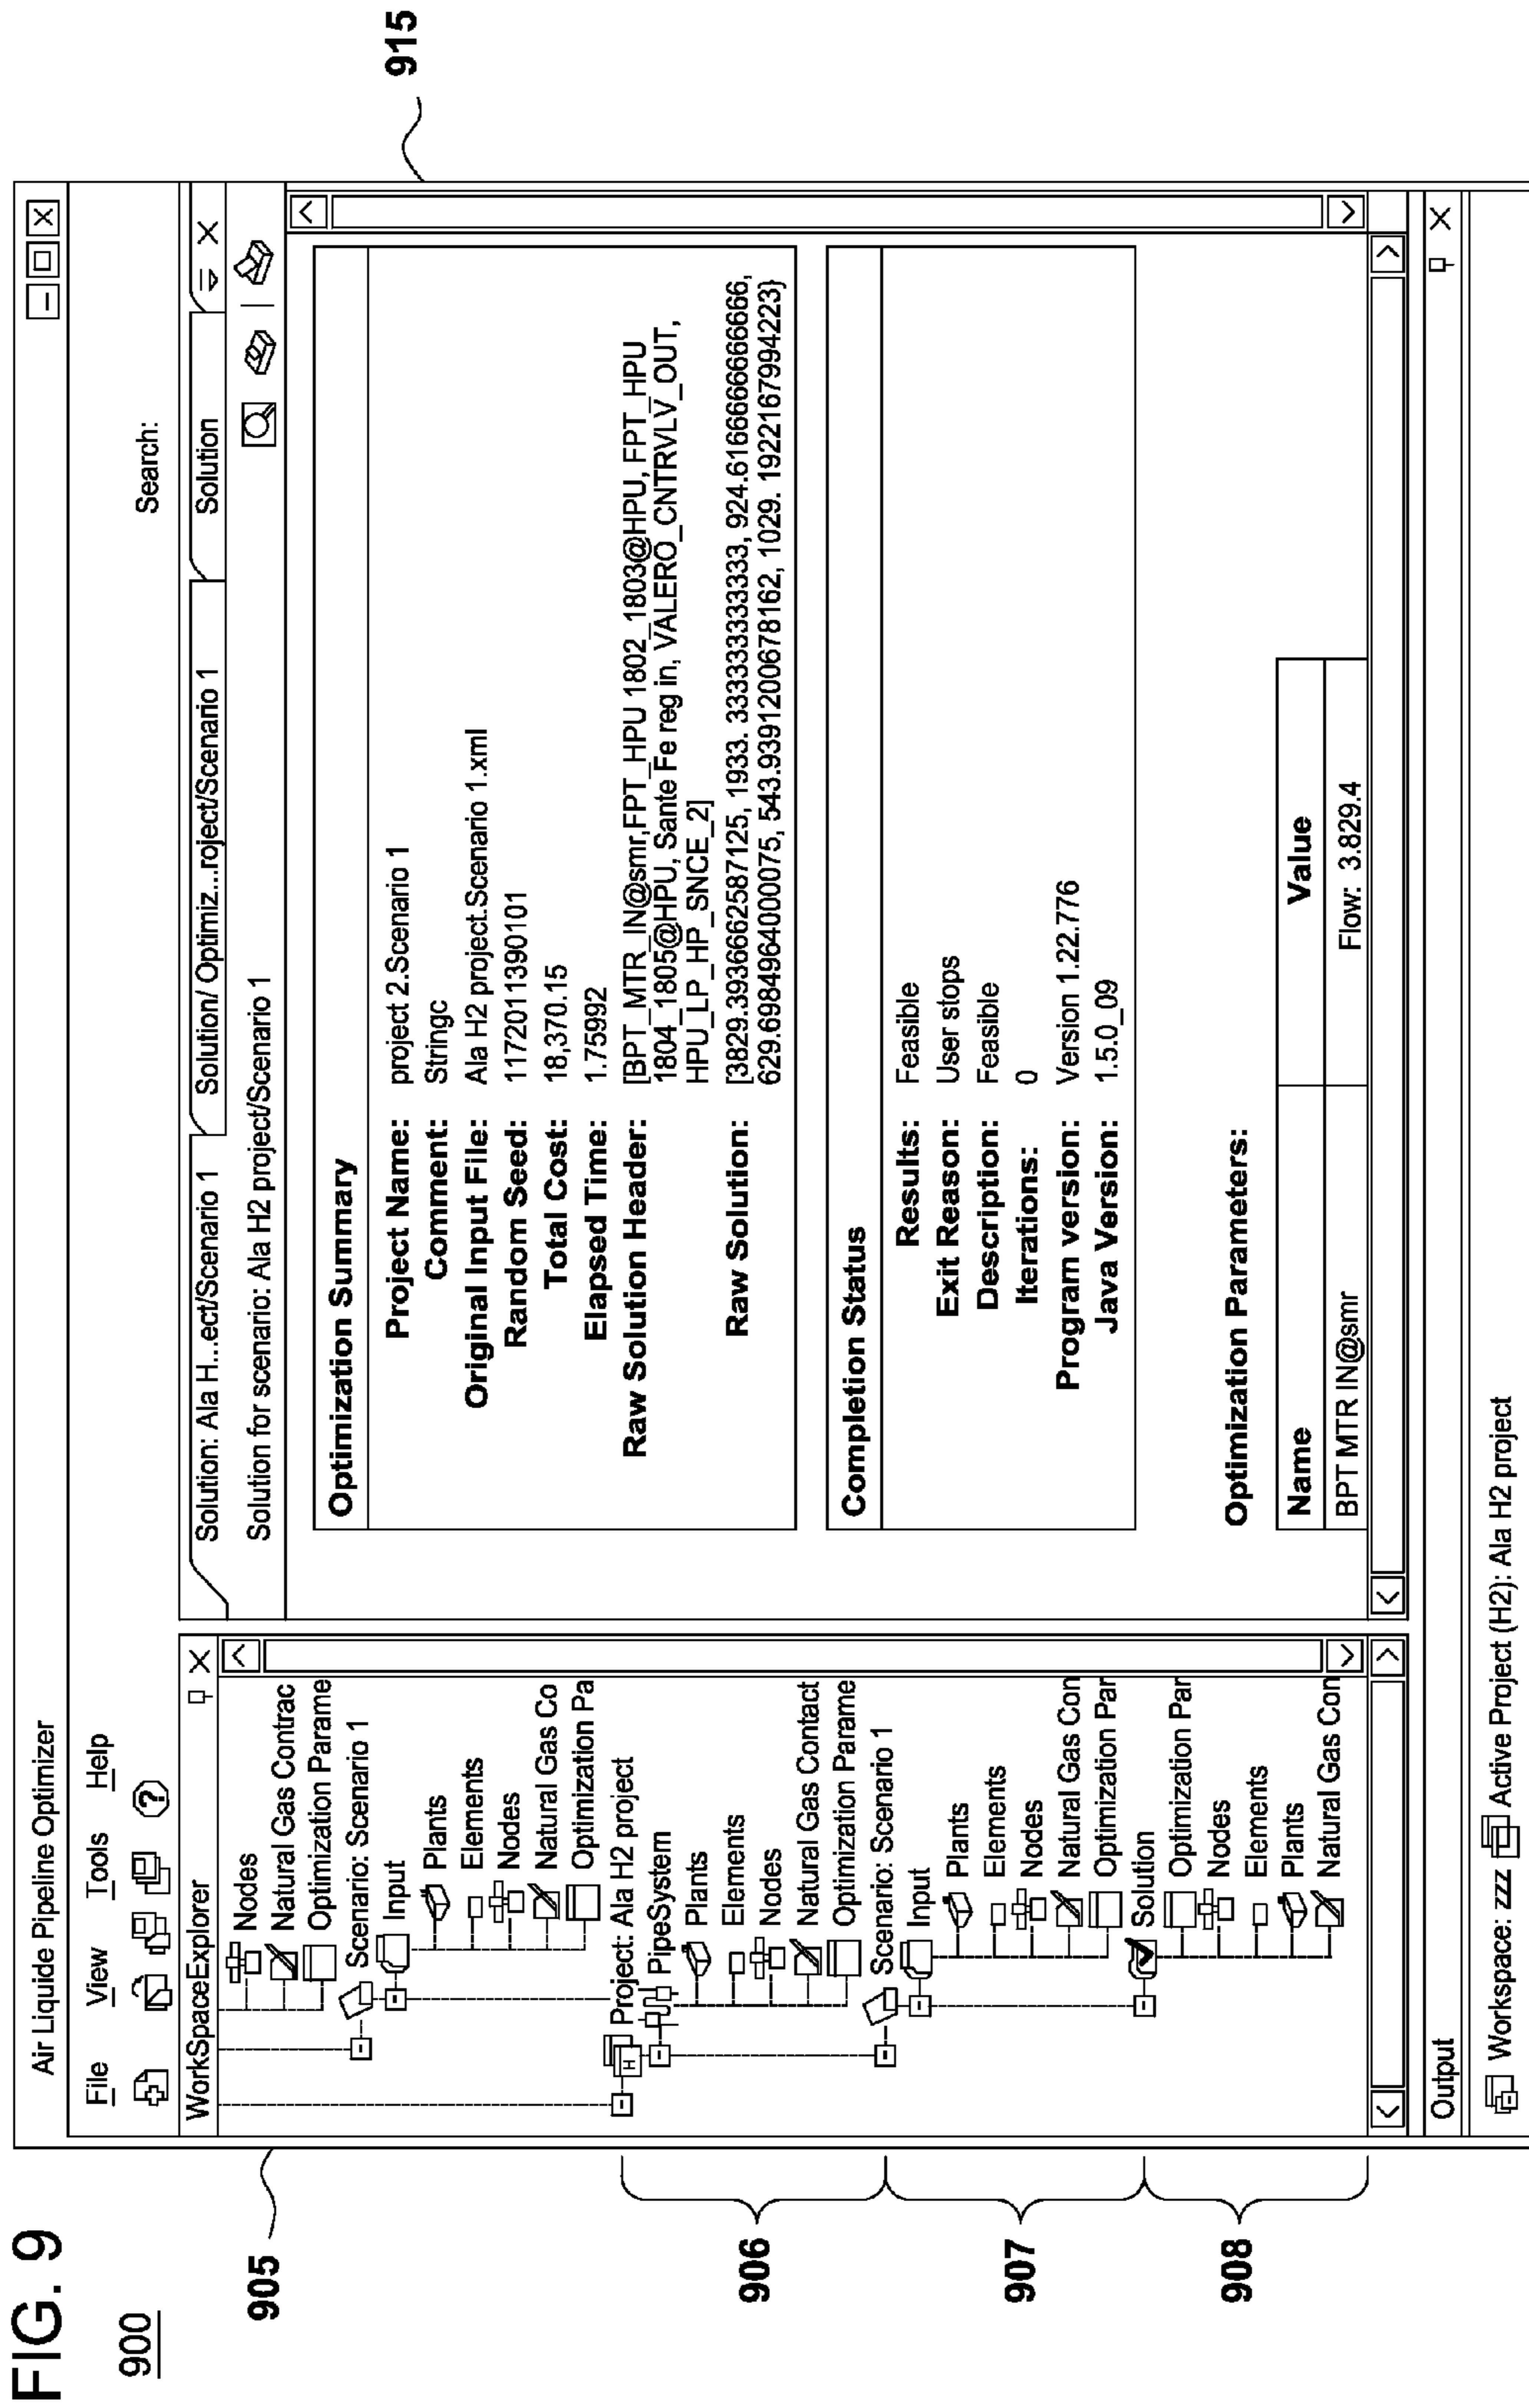 FIG. 9
900
Air Liquide Pipeline Optimizer
File View Tools Help
Search:
WorkSpaceExplorer
Nodes
Natural Gas Contrac
Optimization Parame
Scenario: Scenario 1
Input
Plants
Elements
Nodes
Natural Gas Co
Optimization Pa
Project: Ala H2 project
PipeSystem
Plants
Elements
Nodes
Natural Gas Contact
Optimization Parame
Scenario: Scenario 1
Input
Plants
Elements
Nodes
Natural Gas Con
Optimization Par
Solution
Optimization Par
Nodes
Elements
Plants
Natural Gas Con
905
906
907
908
Solution: Ala H...ect/Scenario 1 Solution/ Optimiz...roject/Scenario 1 Solution
Solution for scenario: Ala H2 project/Scenario 1
Optimization Summary
Project Name: project 2.Scenario 1
Comment: Stringc
Original Input File: Ala H2 project.Scenario 1.xml
Random Seed: 1172011390101
Total Cost: 18,370.15
Elapsed Time: 1.75992
Raw Solution Header: [BPT_MTR_IN@smr,FPT_HPU 1802_1803@HPU, FPT_HPU
1804_1805@HPU, Sante Fe reg in, VALERO_CNTRVLV_OUT,
HPU_LP_HP_SNCE_2]
Raw Solution: [3829.3936662587125, 1933. 3333333333333, 924.6166666666666,
629.6984964000075, 543.9391200678162, 1029. 1922167994223}
Completion Status
Results: Feasible
Exit Reason: User stops
Description: Feasible
Iterations: 0
Program version: Version 1.22.776
Java Version: 1.5.0_09
Optimization Parameters:
Name Value
BPT MTR IN@smr Flow: 3.829.4
915
Output
Workspace: zzz Active Project (H2): Ala H2 project